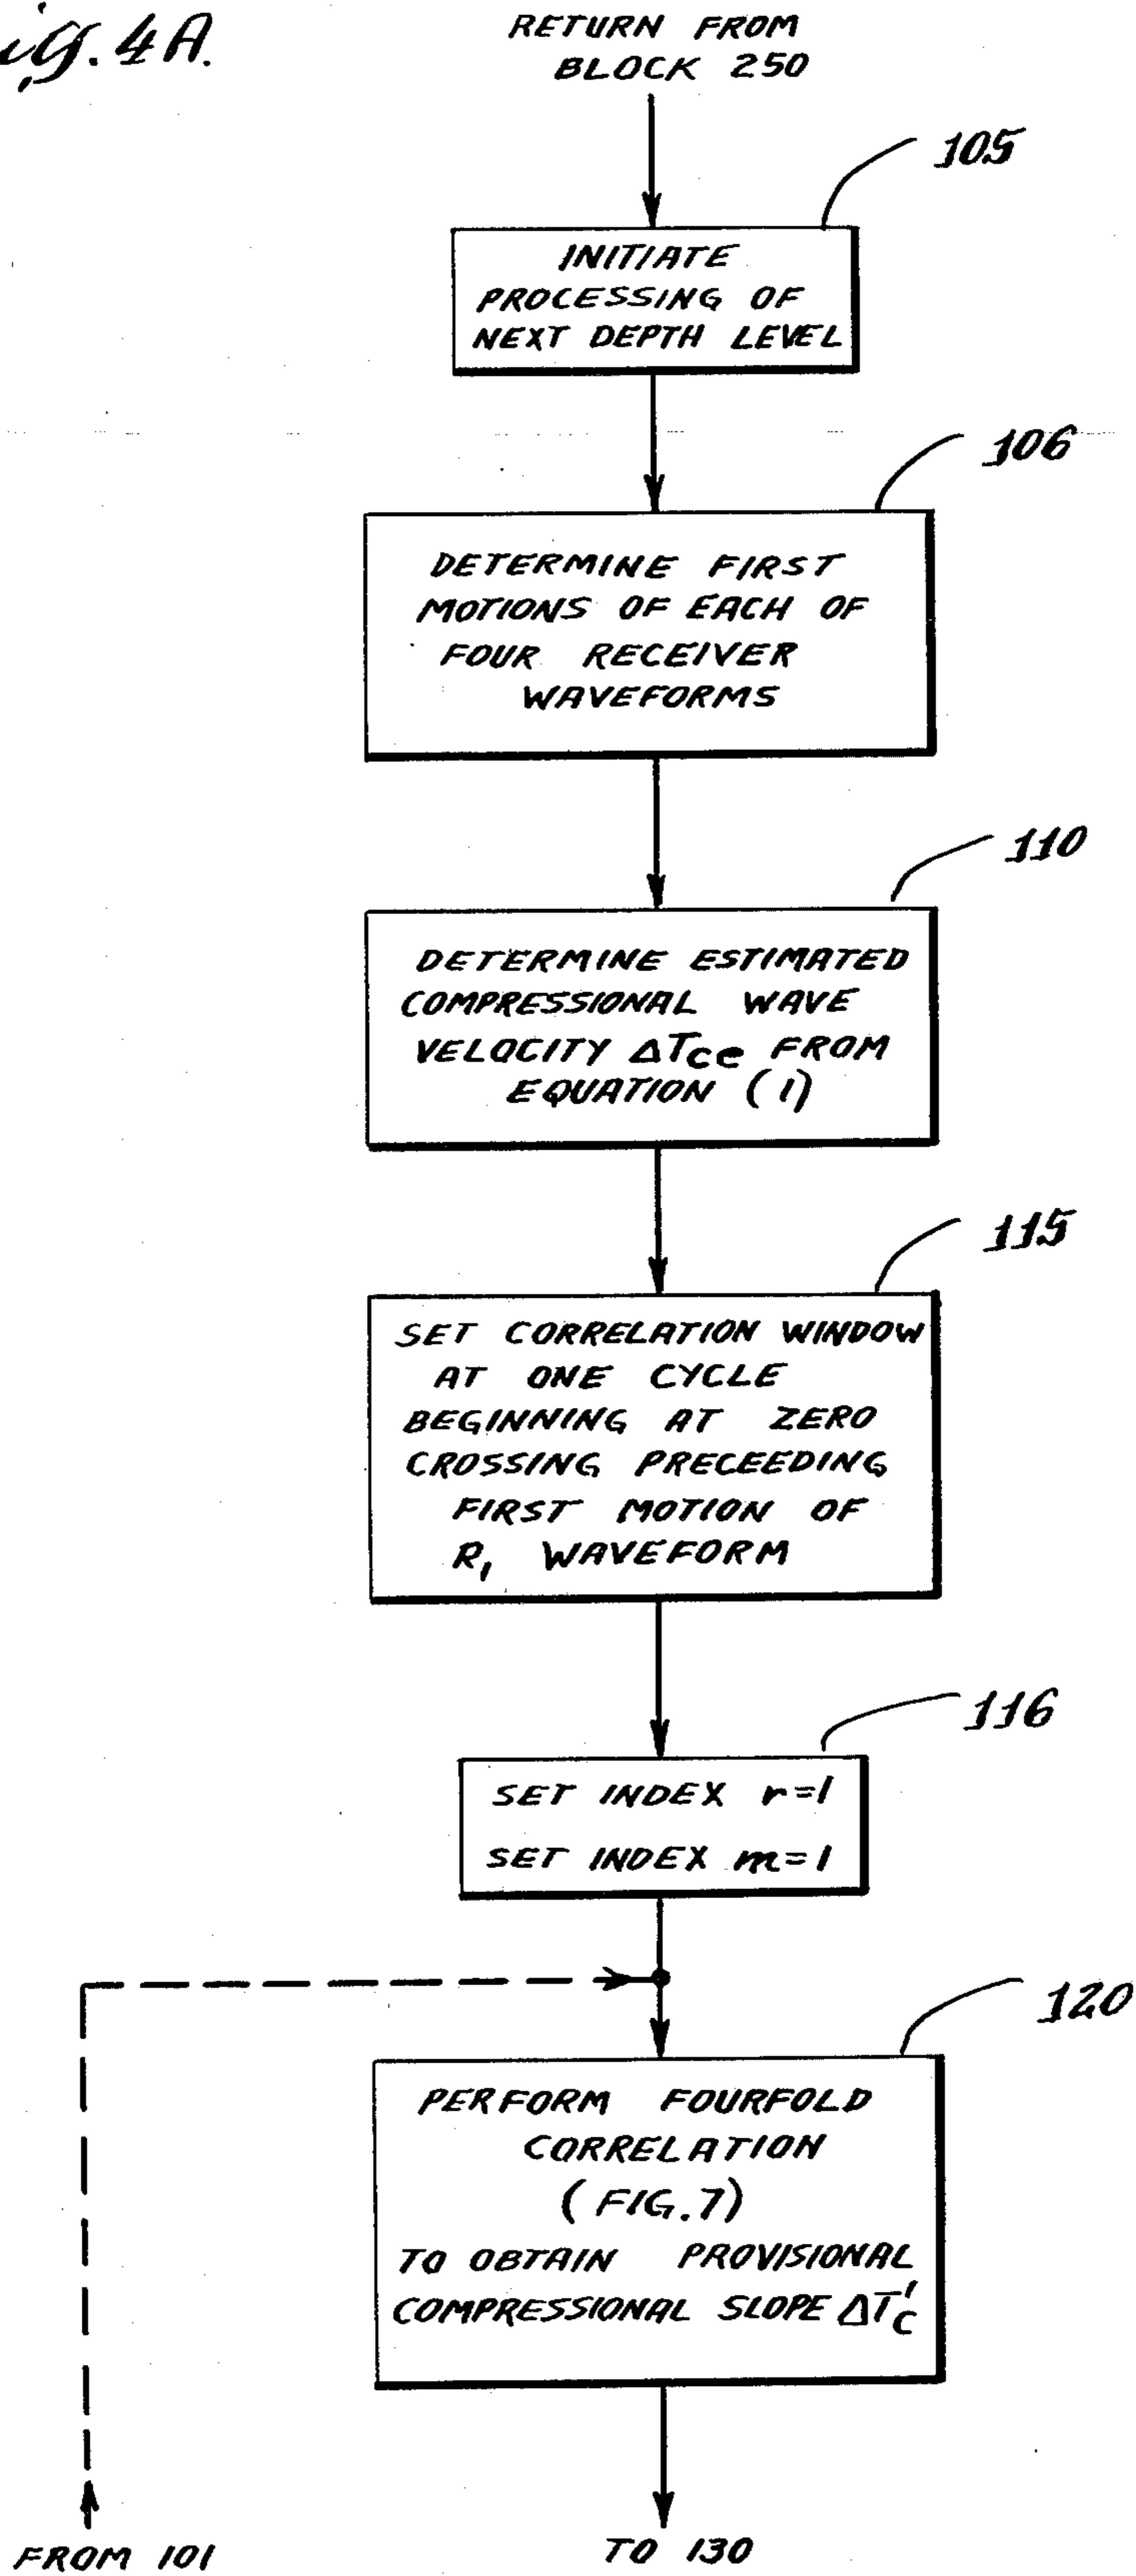 Fig. 4A.
RETURN FROM
BLOCK 250
105
INITIATE
PROCESSING OF
NEXT DEPTH LEVEL
106
DETERMINE FIRST
MOTIONS OF EACH OF
FOUR RECEIVER
WAVEFORMS
110
DETERMINE ESTIMATED
COMPRESSIONAL WAVE
VELOCITY ΔTce FROM
EQUATION (1)
115
SET CORRELATION WINDOW
AT ONE CYCLE
BEGINNING AT ZERO
CROSSING PRECEEDING
FIRST MOTION OF
R₁ WAVEFORM
116
SET INDEX r=1
SET INDEX m=1
120
PERFORM FOURFOLD
CORRELATION
(FIG. 7)
TO OBTAIN PROVISIONAL
COMPRESSIONAL SLOPE ΔT'c
FROM 101
TO 130